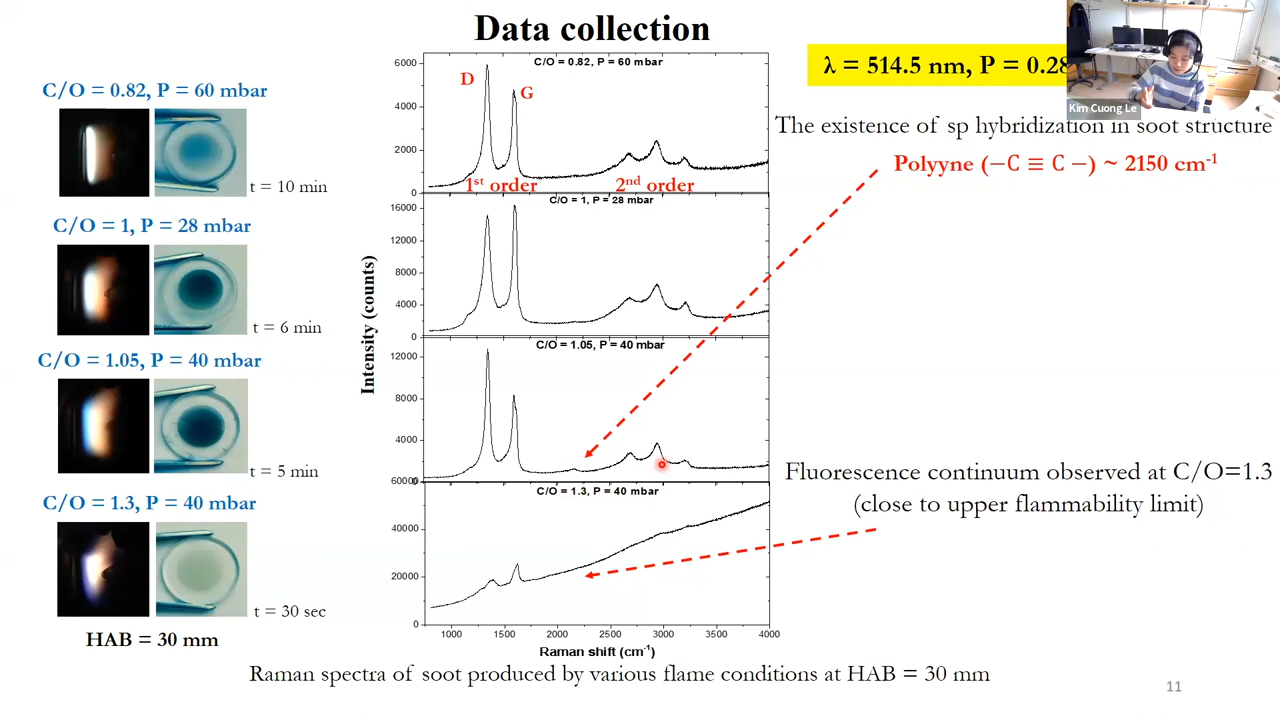 Data collection
λ = 514.5 nm, P = 0.28
Kim Cuong Le
The existence of sp hybridization in soot structure
Polyyne (−C ≡ C −) ~ 2150 cm⁻¹
C/O = 0.82, P = 60 mbar
t = 10 min
C/O = 1, P = 28 mbar
t = 6 min
C/O = 1.05, P = 40 mbar
t = 5 min
C/O = 1.3, P = 40 mbar
t = 30 sec
HAB = 30 mm
Intensity (counts)
C/O = 0.82, P = 60 mbar
D
G
1st order
2nd order
6000
4000
2000
0
C/O = 1, P = 28 mbar
16000
12000
8000
4000
0
C/O = 1.05, P = 40 mbar
12000
8000
4000
C/O = 1.3, P = 40 mbar
60000
40000
20000
0
1000 1500 2000 2500 3000 3500 4000
Raman shift (cm⁻¹)
Fluorescence continuum observed at C/O=1.3
(close to upper flammability limit)
Raman spectra of soot produced by various flame conditions at HAB = 30 mm
11